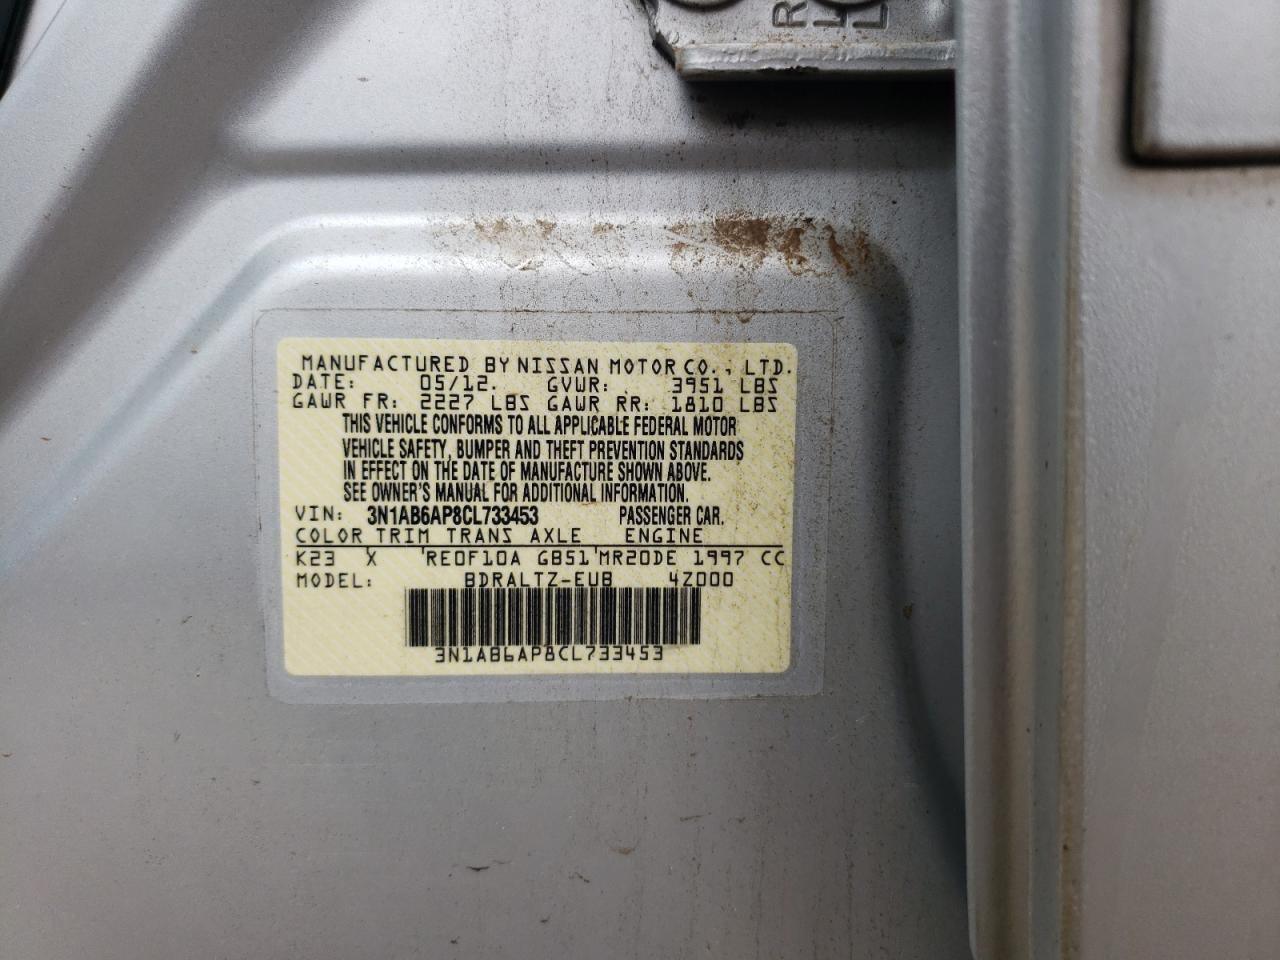 MANUFACTURED BY NISSAN MOTOR CO., LTD.
DATE: 05/12. GVWR: 3951 LBS
GAWR FR: 2227 LBS GAWR RR: 1810 LBS
THIS VEHICLE CONFORMS TO ALL APPLICABLE FEDERAL MOTOR
VEHICLE SAFETY, BUMPER AND THEFT PREVENTION STANDARDS
IN EFFECT ON THE DATE OF MANUFACTURE SHOWN ABOVE.
SEE OWNER'S MANUAL FOR ADDITIONAL INFORMATION.
VIN: 3N1AB6AP8CL733453 PASSENGER CAR.
COLOR TRIM TRANS AXLE ENGINE
K23 X 'RE0F10A GB51'MR20DE 1997 CC
MODEL: BDRALTZ-EUB 4Z000
3N1AB6AP8CL733453